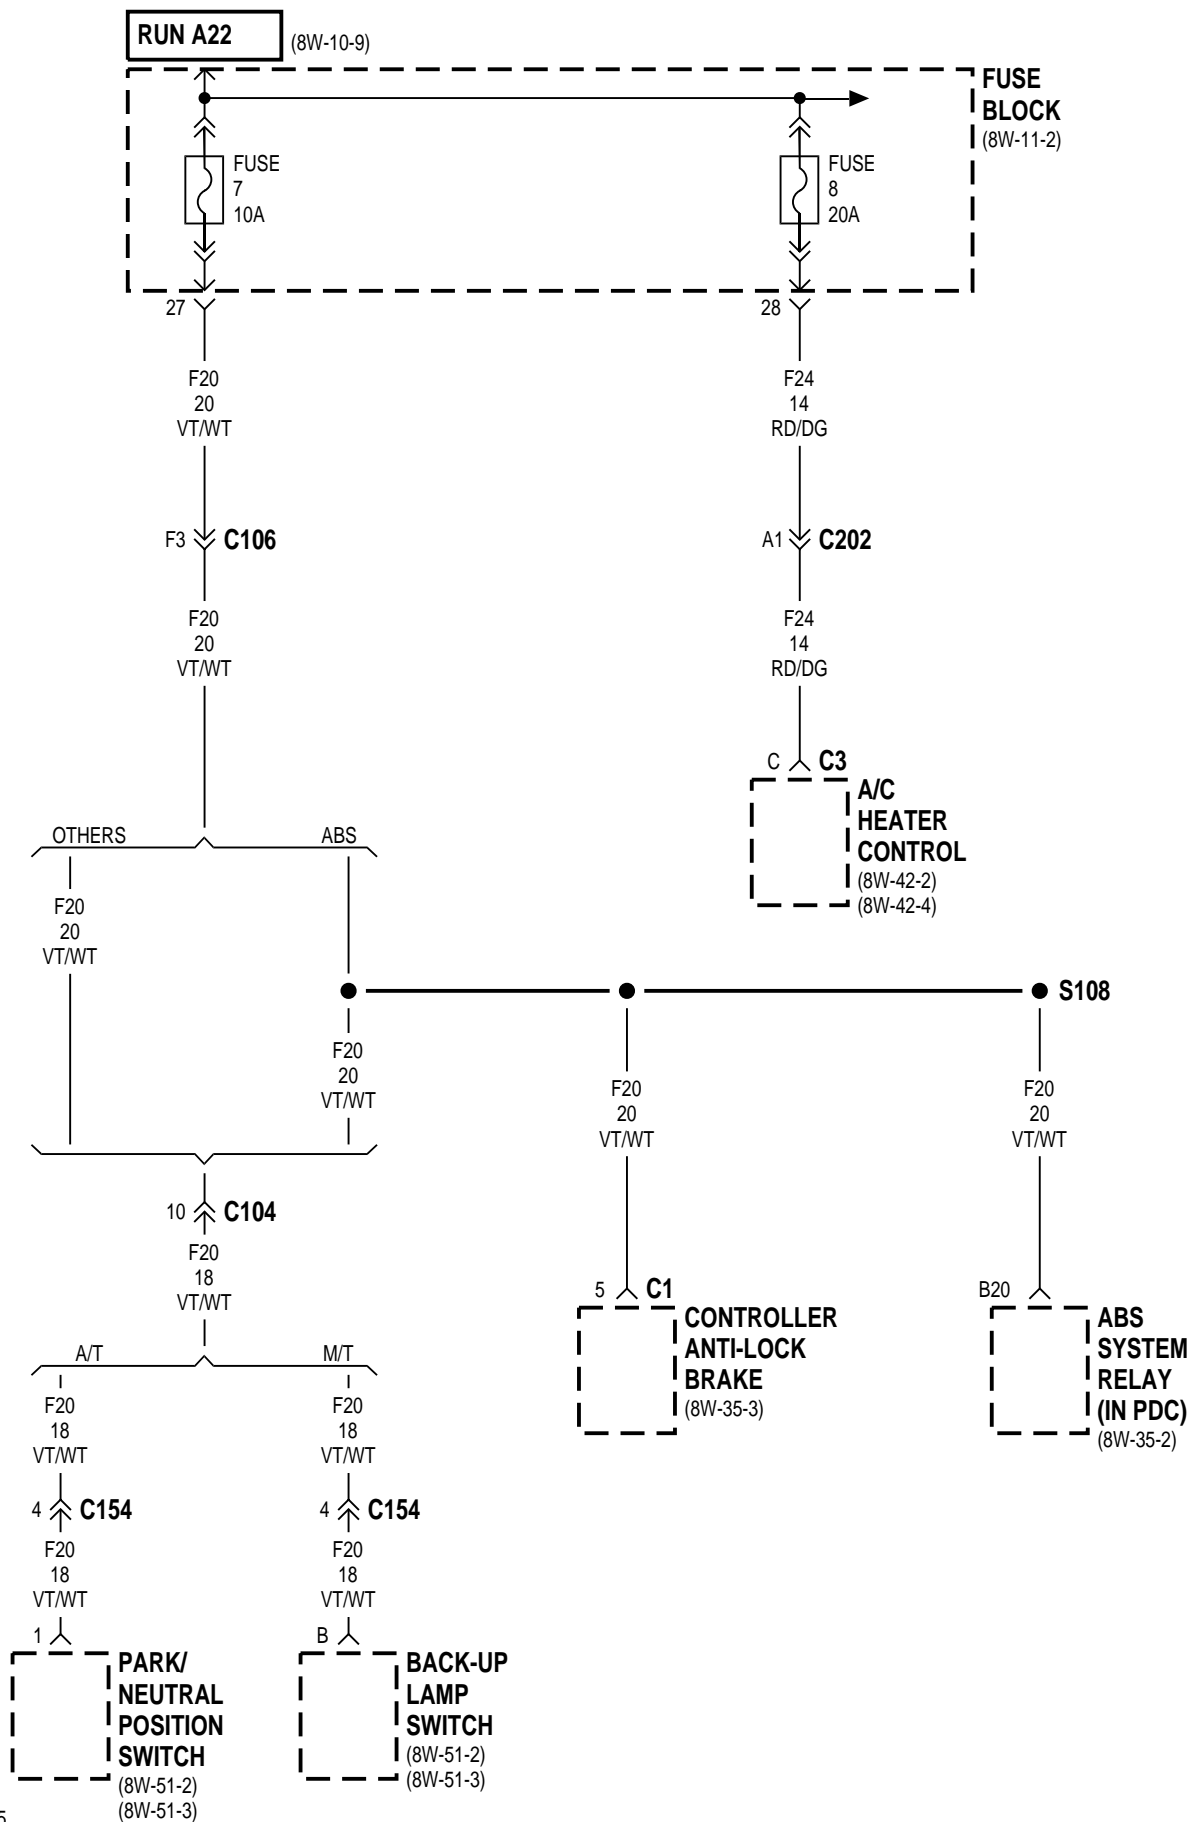 RUN A22
(8W-10-9)
FUSE
BLOCK
(8W-11-2)
FUSE
7
10A
FUSE
8
20A
27
28
F20
20
VT/WT
F24
14
RD/DG
F3
C106
A1
C202
F20
20
VT/WT
F24
14
RD/DG
C
C3
A/C
HEATER
CONTROL
(8W-42-2)
(8W-42-4)
OTHERS
ABS
F20
20
VT/WT
S108
F20
20
VT/WT
F20
20
VT/WT
F20
20
VT/WT
10
C104
F20
18
VT/WT
5
C1
CONTROLLER
ANTI-LOCK
BRAKE
(8W-35-3)
B20
ABS
SYSTEM
RELAY
(IN PDC)
(8W-35-2)
A/T
M/T
F20
18
VT/WT
F20
18
VT/WT
4
C154
4
C154
F20
18
VT/WT
F20
18
VT/WT
1
PARK/
NEUTRAL
POSITION
SWITCH
(8W-51-2)
(8W-51-3)
B
BACK-UP
LAMP
SWITCH
(8W-51-2)
(8W-51-3)